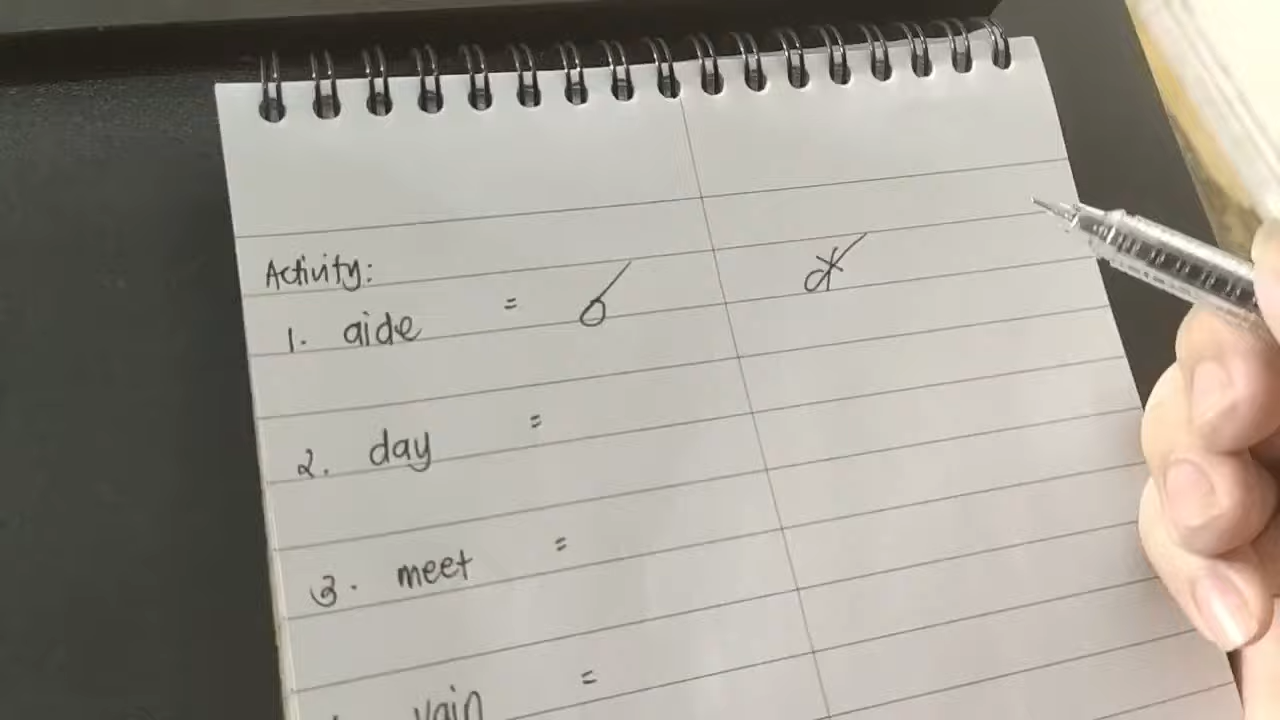 Activity:
1. aide =
2. day =
3. meet =
vain =